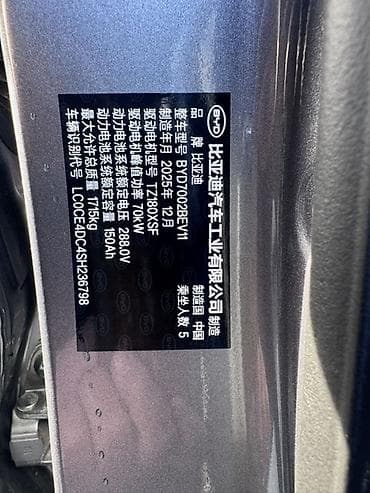 BYD 比亚迪汽车工业有限公司 制造
品 牌 比亚迪 制造国 中国
整车型号 BYD7002BEV11 乘坐人数 5
制造年月 2025年 12月
驱动电机型号 TZ180XSF
驱动电机峰值功率 70kW
动力电池系统额定电压 288.0V
动力电池系统额定容量 150Ah
最大允许总质量 1775kg
车辆识别代号 LC0CE4DC4SH236798